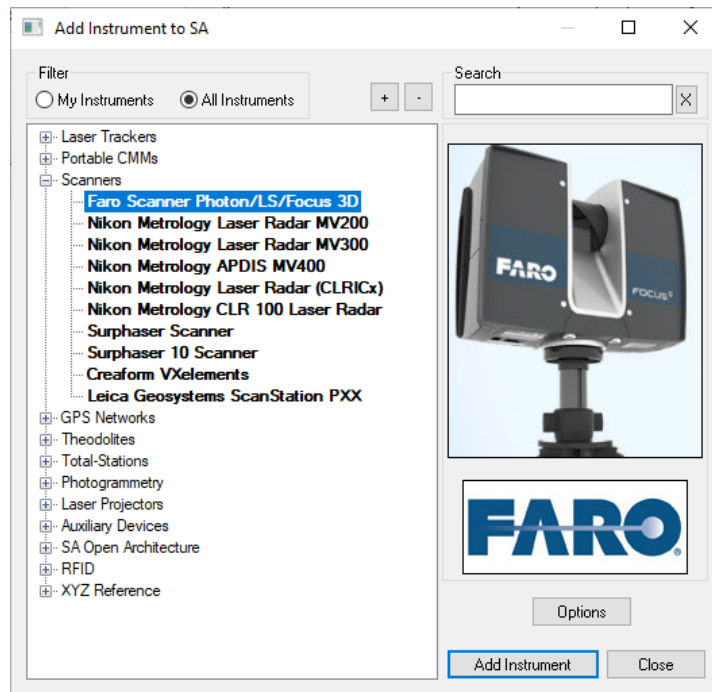 Add Instrument to SA
Filter
My Instruments
All Instruments
+
-
Search
X
Laser Trackers
Portable CMMs
Scanners
Faro Scanner Photon/LS/Focus 3D
Nikon Metrology Laser Radar MV200
Nikon Metrology Laser Radar MV300
Nikon Metrology APDIS MV400
Nikon Metrology Laser Radar (CLRICx)
Nikon Metrology CLR 100 Laser Radar
Surphaser Scanner
Surphaser 10 Scanner
Creaform VXelements
Leica Geosystems ScanStation PXX
GPS Networks
Theodolites
Total-Stations
Photogrammetry
Laser Projectors
Auxiliary Devices
SA Open Architecture
RFID
XYZ Reference
FARO
FOCUS S
FARO
Options
Add Instrument
Close